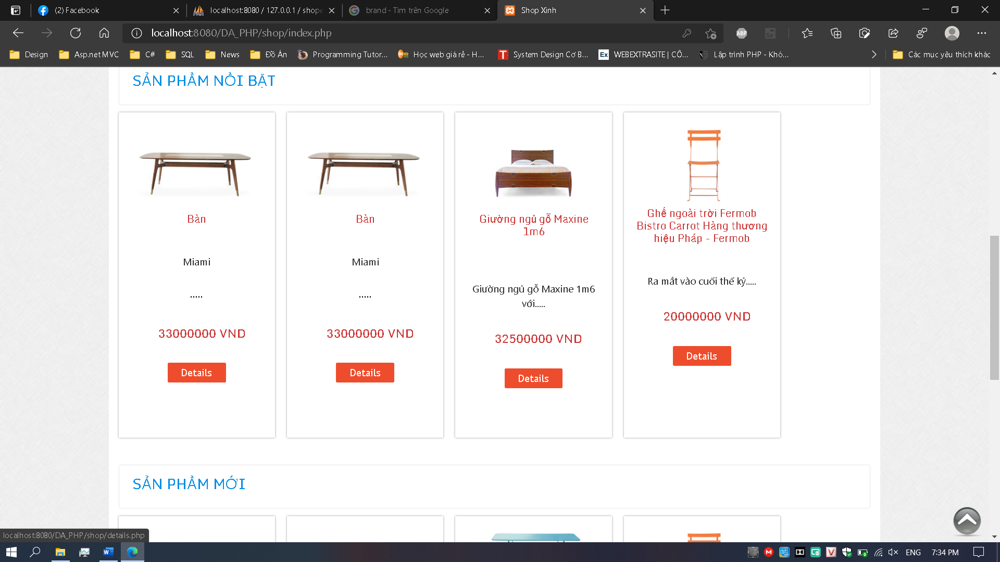 (2) Facebook
localhost:8080 / 127.0.0.1 / shope
brand - Tìm trên Google
Shop Xinh
localhost:8080/DA_PHP/shop/index.php
ABP
Se
Design
Asp.net MVC
C#
SQL
News
Đồ Án
Programming Tutor...
Học web giá rẻ - H...
System Design Cơ B...
Ex
WEBEXTRASITE | CÔ...
Lập trình PHP - Khó...
Các mục yêu thích khác
SẢN PHẨM NỔI BẬT
Bàn
Miami
.....
33000000 VND
Details
Bàn
Miami
.....
33000000 VND
Details
Giường ngủ gỗ Maxine
1m6
Giường ngủ gỗ Maxine 1m6
với.....
32500000 VND
Details
Ghế ngoài trời Fermob
Bistro Carrot Hàng thương
hiệu Pháp - Fermob
Ra mắt vào cuối thế kỷ.....
20000000 VND
Details
SẢN PHẨM MỚI
localhost:8080/DA_PHP/shop/details.php
ENG
7:34 PM